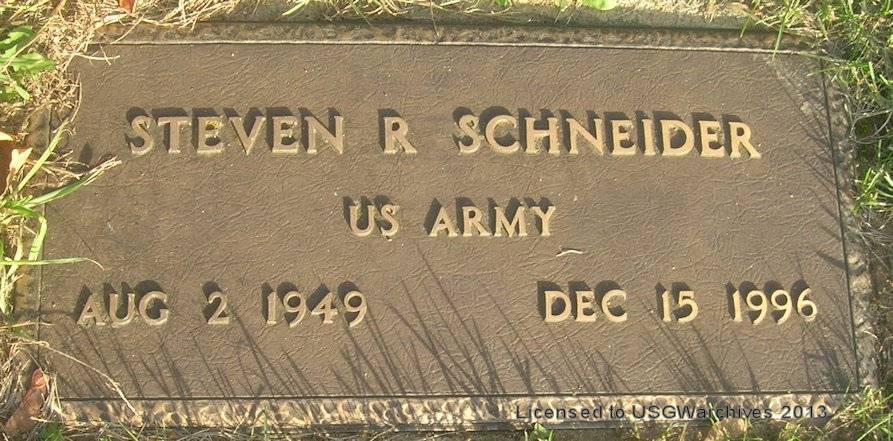 STEVEN R SCHNEIDER
US ARMY
AUG 2 1949 DEC 15 1996
Licensed to USGWarchives 2013